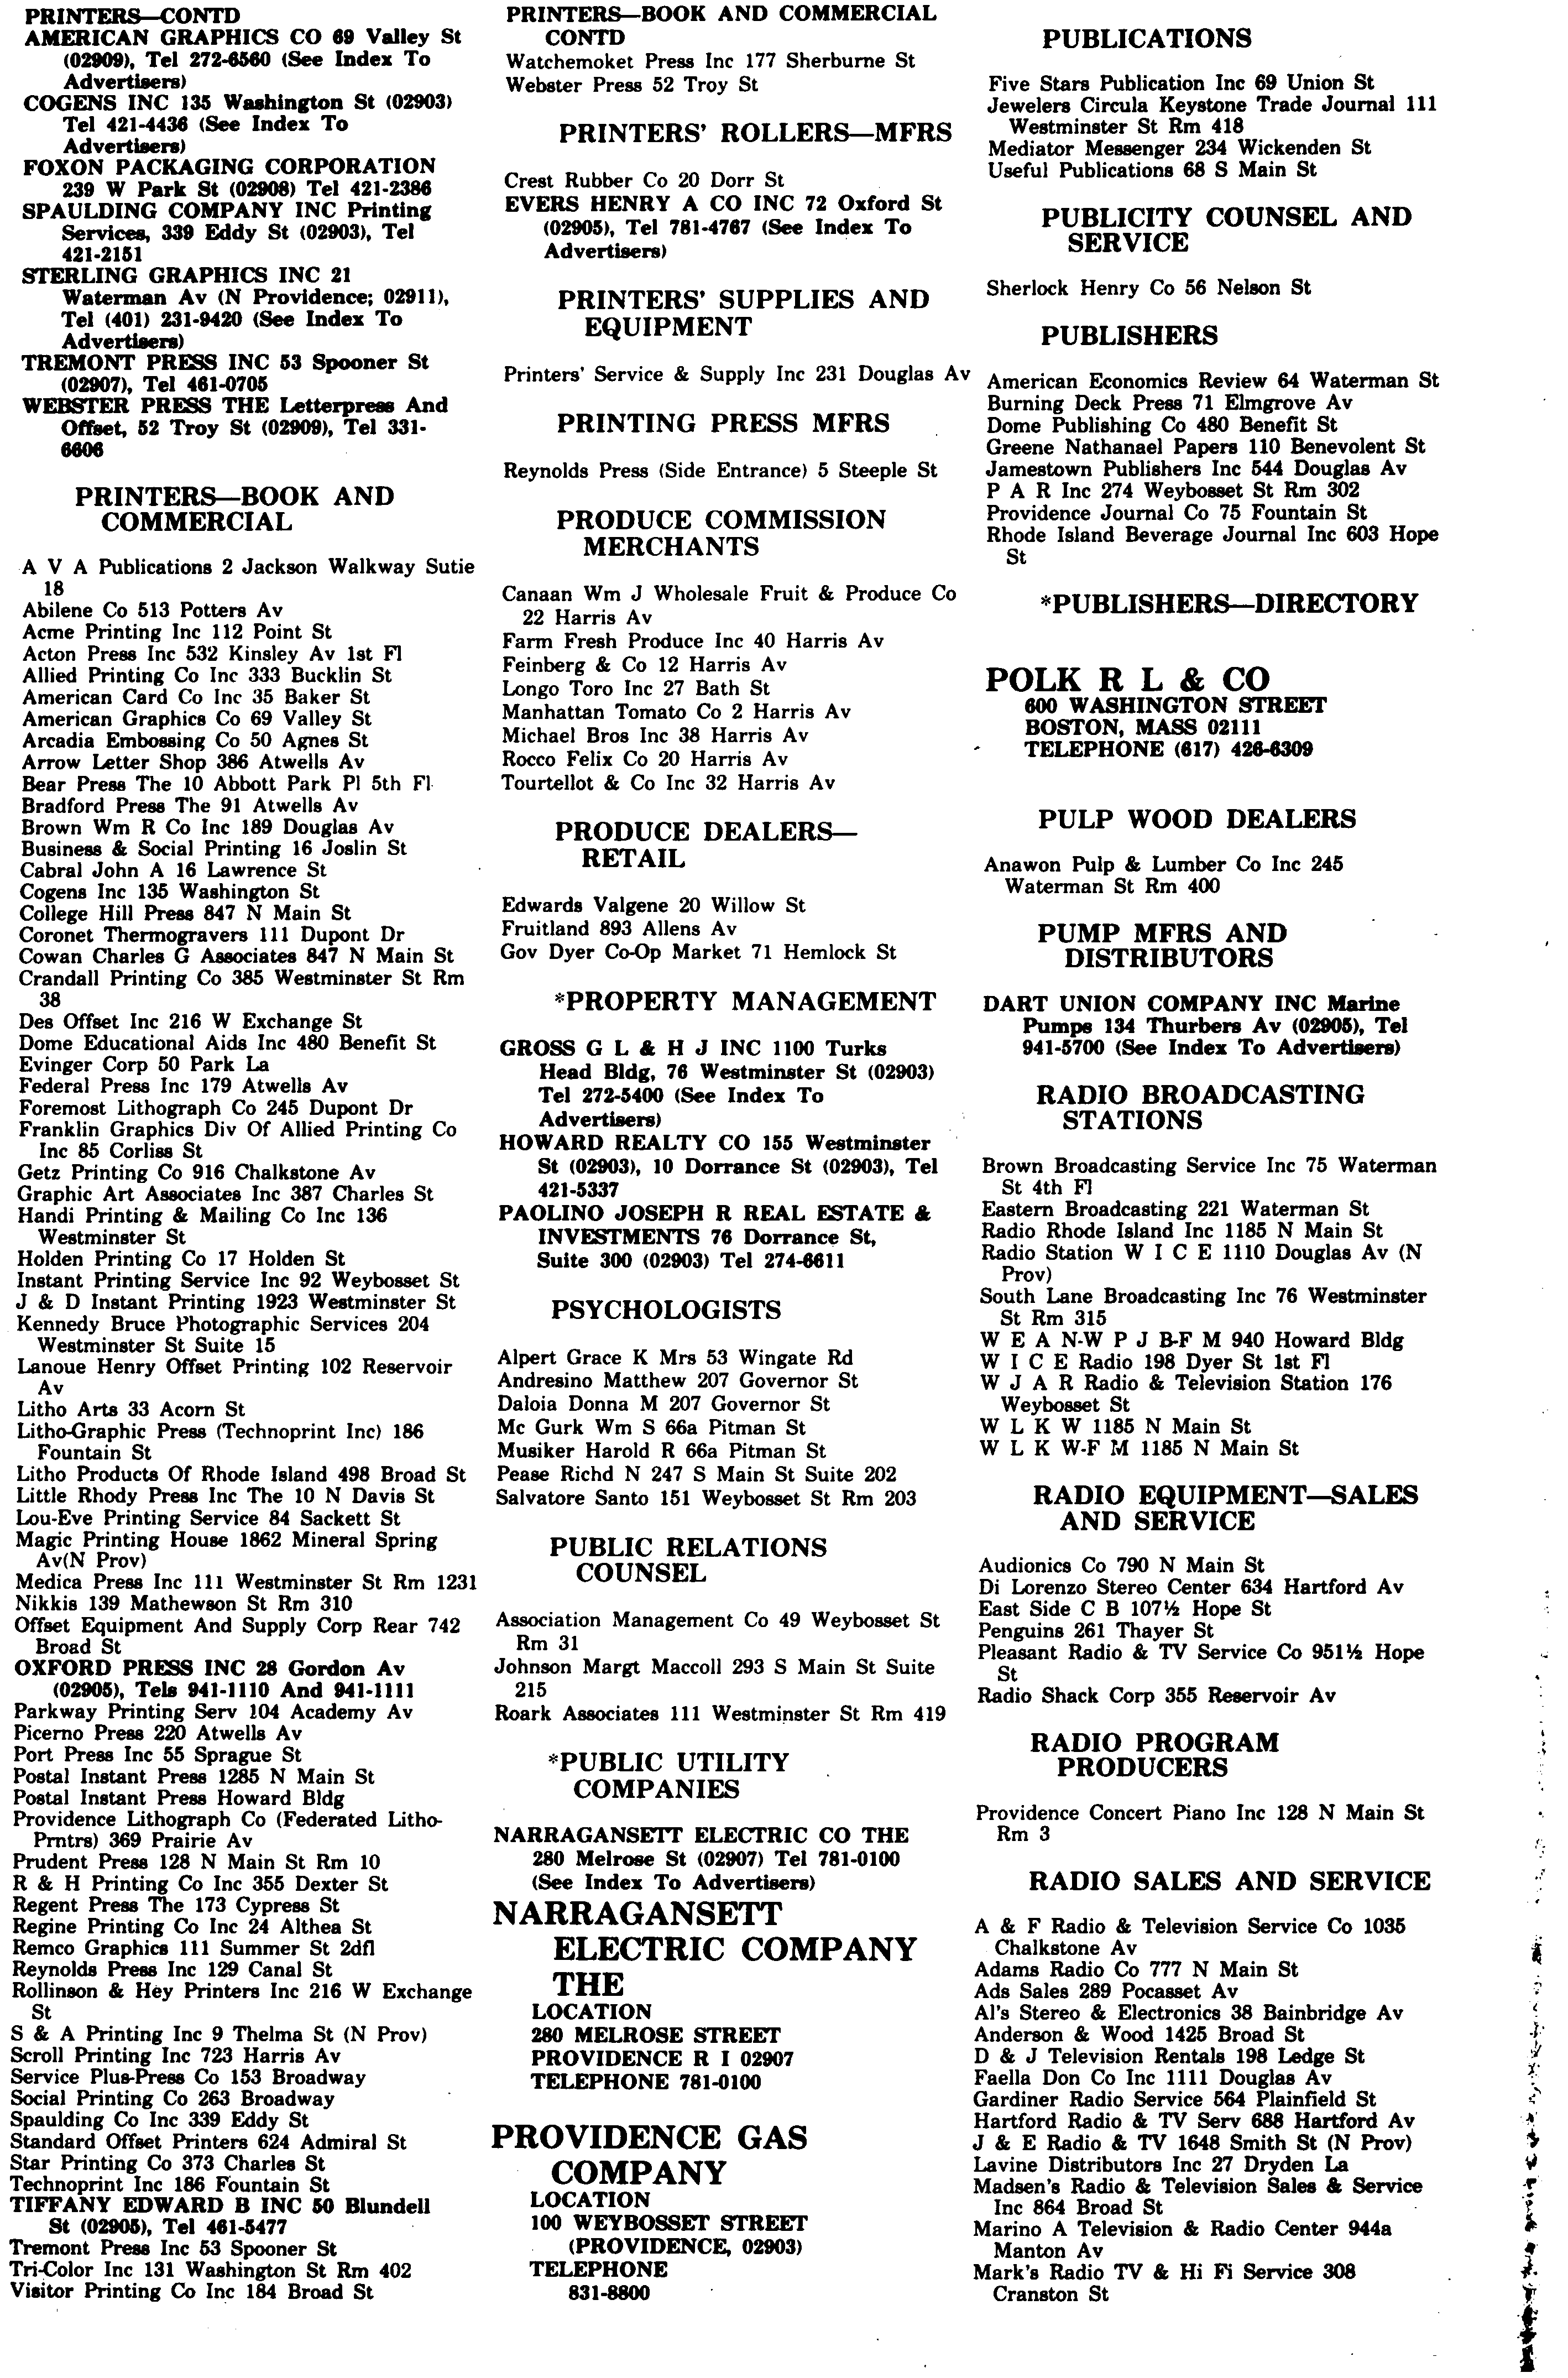 PRINTERS—CONTD
AMERICAN GRAPHICS CO 69 Valley St
(02909), Tel 272-6560 (See Index To
Advertisers)
COGENS INC 135 Washington St (02903)
Tel 421-4436 (See Index To
Advertisers)
FOXON PACKAGING CORPORATION
239 W Park St (02908) Tel 421-2386
SPAULDING COMPANY INC Printing
Services, 339 Eddy St (02903), Tel
421-2151
STERLING GRAPHICS INC 21
Waterman Av (N Providence; 02911),
Tel (401) 231-9420 (See Index To
Advertisers)
TREMONT PRESS INC 53 Spooner St
(02907), Tel 461-0705
WEBSTER PRESS THE Letterpress And
Offset, 52 Troy St (02909), Tel 331-
6606
PRINTERS—BOOK AND
COMMERCIAL
A V A Publications 2 Jackson Walkway Sutie
18
Abilene Co 513 Potters Av
Acme Printing Inc 112 Point St
Acton Press Inc 532 Kinsley Av 1st Fl
Allied Printing Co Inc 333 Bucklin St
American Card Co Inc 35 Baker St
American Graphics Co 69 Valley St
Arcadia Embossing Co 50 Agnes St
Arrow Letter Shop 386 Atwells Av
Bear Press The 10 Abbott Park Pl 5th Fl
Bradford Press The 91 Atwells Av
Brown Wm R Co Inc 189 Douglas Av
Business & Social Printing 16 Joslin St
Cabral John A 16 Lawrence St
Cogens Inc 135 Washington St
College Hill Press 847 N Main St
Coronet Thermogravers 111 Dupont Dr
Cowan Charles G Associates 847 N Main St
Crandall Printing Co 385 Westminster St Rm
38
Des Offset Inc 216 W Exchange St
Dome Educational Aids Inc 480 Benefit St
Evinger Corp 50 Park La
Federal Press Inc 179 Atwells Av
Foremost Lithograph Co 245 Dupont Dr
Franklin Graphics Div Of Allied Printing Co
Inc 85 Corliss St
Getz Printing Co 916 Chalkstone Av
Graphic Art Associates Inc 387 Charles St
Handi Printing & Mailing Co Inc 136
Westminster St
Holden Printing Co 17 Holden St
Instant Printing Service Inc 92 Weybosset St
J & D Instant Printing 1923 Westminster St
Kennedy Bruce Photographic Services 204
Westminster St Suite 15
Lanoue Henry Offset Printing 102 Reservoir
Av
Litho Arts 33 Acorn St
Litho-Graphic Press (Technoprint Inc) 186
Fountain St
Litho Products Of Rhode Island 498 Broad St
Little Rhody Press Inc The 10 N Davis St
Lou-Eve Printing Service 84 Sackett St
Magic Printing House 1862 Mineral Spring
Av(N Prov)
Medica Press Inc 111 Westminster St Rm 1231
Nikkis 139 Mathewson St Rm 310
Offset Equipment And Supply Corp Rear 742
Broad St
OXFORD PRESS INC 28 Gordon Av
(02905), Tels 941-1110 And 941-1111
Parkway Printing Serv 104 Academy Av
Picerno Press 220 Atwells Av
Port Press Inc 55 Sprague St
Postal Instant Press 1285 N Main St
Postal Instant Press Howard Bldg
Providence Lithograph Co (Federated Litho-
Prntrs) 369 Prairie Av
Prudent Press 128 N Main St Rm 10
R & H Printing Co Inc 355 Dexter St
Regent Press The 173 Cypress St
Regine Printing Co Inc 24 Althea St
Remco Graphics 111 Summer St 2dfl
Reynolds Press Inc 129 Canal St
Rollinson & Hey Printers Inc 216 W Exchange
St
S & A Printing Inc 9 Thelma St (N Prov)
Scroll Printing Inc 723 Harris Av
Service Plus-Press Co 153 Broadway
Social Printing Co 263 Broadway
Spaulding Co Inc 339 Eddy St
Standard Offset Printers 624 Admiral St
Star Printing Co 373 Charles St
Technoprint Inc 186 Fountain St
TIFFANY EDWARD B INC 50 Blundell
St (02905), Tel 461-5477
Tremont Press Inc 53 Spooner St
Tri-Color Inc 131 Washington St Rm 402
Visitor Printing Co Inc 184 Broad St
PRINTERS—BOOK AND COMMERCIAL
CONTD
Watchemoket Press Inc 177 Sherburne St
Webster Press 52 Troy St
PRINTERS' ROLLERS—MFRS
Crest Rubber Co 20 Dorr St
EVERS HENRY A CO INC 72 Oxford St
(02905), Tel 781-4767 (See Index To
Advertisers)
PRINTERS' SUPPLIES AND
EQUIPMENT
Printers' Service & Supply Inc 231 Douglas Av
PRINTING PRESS MFRS
Reynolds Press (Side Entrance) 5 Steeple St
PRODUCE COMMISSION
MERCHANTS
Canaan Wm J Wholesale Fruit & Produce Co
22 Harris Av
Farm Fresh Produce Inc 40 Harris Av
Feinberg & Co 12 Harris Av
Longo Toro Inc 27 Bath St
Manhattan Tomato Co 2 Harris Av
Michael Bros Inc 38 Harris Av
Rocco Felix Co 20 Harris Av
Tourtellot & Co Inc 32 Harris Av
PRODUCE DEALERS—
RETAIL
Edwards Valgene 20 Willow St
Fruitland 893 Allens Av
Gov Dyer Co-Op Market 71 Hemlock St
*PROPERTY MANAGEMENT
GROSS G L & H J INC 1100 Turks
Head Bldg, 76 Westminster St (02903)
Tel 272-5400 (See Index To
Advertisers)
HOWARD REALTY CO 155 Westminster
St (02903), 10 Dorrance St (02903), Tel
421-5337
PAOLINO JOSEPH R REAL ESTATE &
INVESTMENTS 76 Dorrance St,
Suite 300 (02903) Tel 274-6611
PSYCHOLOGISTS
Alpert Grace K Mrs 53 Wingate Rd
Andresino Matthew 207 Governor St
Daloia Donna M 207 Governor St
Mc Gurk Wm S 66a Pitman St
Musiker Harold R 66a Pitman St
Pease Richd N 247 S Main St Suite 202
Salvatore Santo 151 Weybosset St Rm 203
PUBLIC RELATIONS
COUNSEL
Association Management Co 49 Weybosset St
Rm 31
Johnson Margt Maccoll 293 S Main St Suite
215
Roark Associates 111 Westminster St Rm 419
*PUBLIC UTILITY
COMPANIES
NARRAGANSETT ELECTRIC CO THE
280 Melrose St (02907) Tel 781-0100
(See Index To Advertisers)
NARRAGANSETT
ELECTRIC COMPANY
THE
LOCATION
280 MELROSE STREET
PROVIDENCE R I 02907
TELEPHONE 781-0100
PROVIDENCE GAS
COMPANY
LOCATION
100 WEYBOSSET STREET
(PROVIDENCE, 02903)
TELEPHONE
831-8800
PUBLICATIONS
Five Stars Publication Inc 69 Union St
Jewelers Circula Keystone Trade Journal 111
Westminster St Rm 418
Mediator Messenger 234 Wickenden St
Useful Publications 68 S Main St
PUBLICITY COUNSEL AND
SERVICE
Sherlock Henry Co 56 Nelson St
PUBLISHERS
American Economics Review 64 Waterman St
Burning Deck Press 71 Elmgrove Av
Dome Publishing Co 480 Benefit St
Greene Nathanael Papers 110 Benevolent St
Jamestown Publishers Inc 544 Douglas Av
P A R Inc 274 Weybosset St Rm 302
Providence Journal Co 75 Fountain St
Rhode Island Beverage Journal Inc 603 Hope
St
*PUBLISHERS—DIRECTORY
POLK R L & CO
600 WASHINGTON STREET
BOSTON, MASS 02111
TELEPHONE (617) 426-6309
PULP WOOD DEALERS
Anawon Pulp & Lumber Co Inc 245
Waterman St Rm 400
PUMP MFRS AND
DISTRIBUTORS
DART UNION COMPANY INC Marine
Pumps 134 Thurbers Av (02905), Tel
941-5700 (See Index To Advertisers)
RADIO BROADCASTING
STATIONS
Brown Broadcasting Service Inc 75 Waterman
St 4th Fl
Eastern Broadcasting 221 Waterman St
Radio Rhode Island Inc 1185 N Main St
Radio Station W I C E 1110 Douglas Av (N
Prov)
South Lane Broadcasting Inc 76 Westminster
St Rm 315
W E A N-W P J B-F M 940 Howard Bldg
W I C E Radio 198 Dyer St 1st Fl
W J A R Radio & Television Station 176
Weybosset St
W L K W 1185 N Main St
W L K W-F M 1185 N Main St
RADIO EQUIPMENT—SALES
AND SERVICE
Audionics Co 790 N Main St
Di Lorenzo Stereo Center 634 Hartford Av
East Side C B 107½ Hope St
Penguins 261 Thayer St
Pleasant Radio & TV Service Co 951½ Hope
St
Radio Shack Corp 355 Reservoir Av
RADIO PROGRAM
PRODUCERS
Providence Concert Piano Inc 128 N Main St
Rm 3
RADIO SALES AND SERVICE
A & F Radio & Television Service Co 1035
Chalkstone Av
Adams Radio Co 777 N Main St
Ads Sales 289 Pocasset Av
Al's Stereo & Electronics 38 Bainbridge Av
Anderson & Wood 1425 Broad St
D & J Television Rentals 198 Ledge St
Faella Don Co Inc 1111 Douglas Av
Gardiner Radio Service 564 Plainfield St
Hartford Radio & TV Serv 688 Hartford Av
J & E Radio & TV 1648 Smith St (N Prov)
Lavine Distributors Inc 27 Dryden La
Madsen's Radio & Television Sales & Service
Inc 864 Broad St
Marino A Television & Radio Center 944a
Manton Av
Mark's Radio TV & Hi Fi Service 308
Cranston St